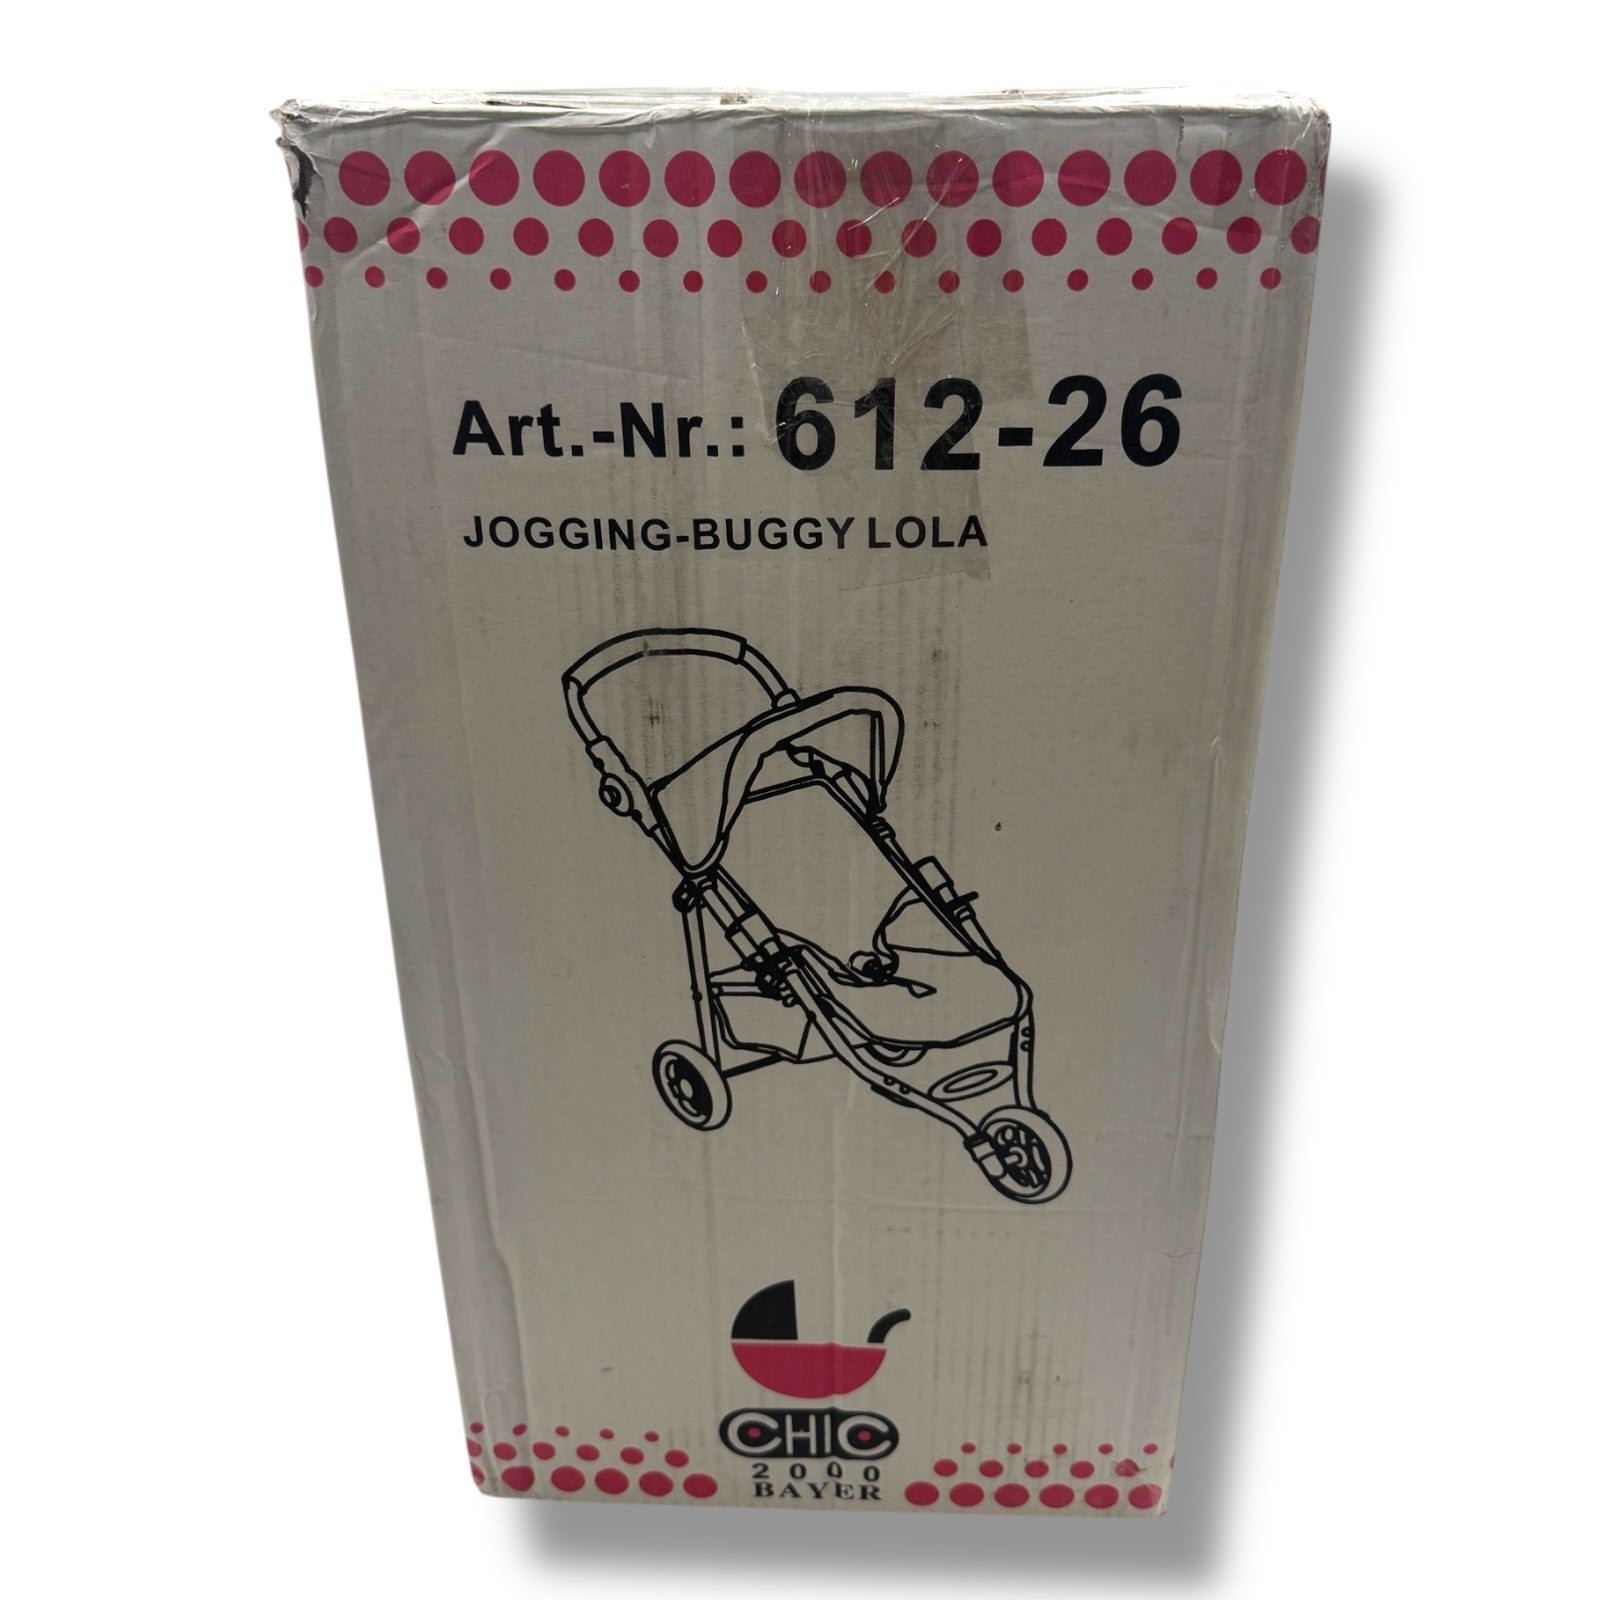 Art.-Nr.: 612-26
JOGGING-BUGGY LOLA
CHIC
2000
BAYER